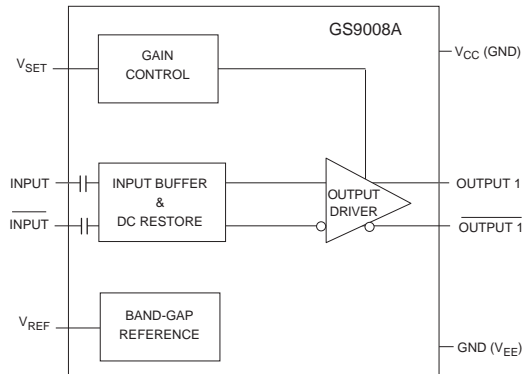 GS9008A
GAIN
CONTROL
VSET
VCC (GND)
INPUT
INPUT BUFFER
&
DC RESTORE
INPUT
OUTPUT
DRIVER
OUTPUT 1
OUTPUT 1
VREF
BAND-GAP
REFERENCE
GND (VEE)